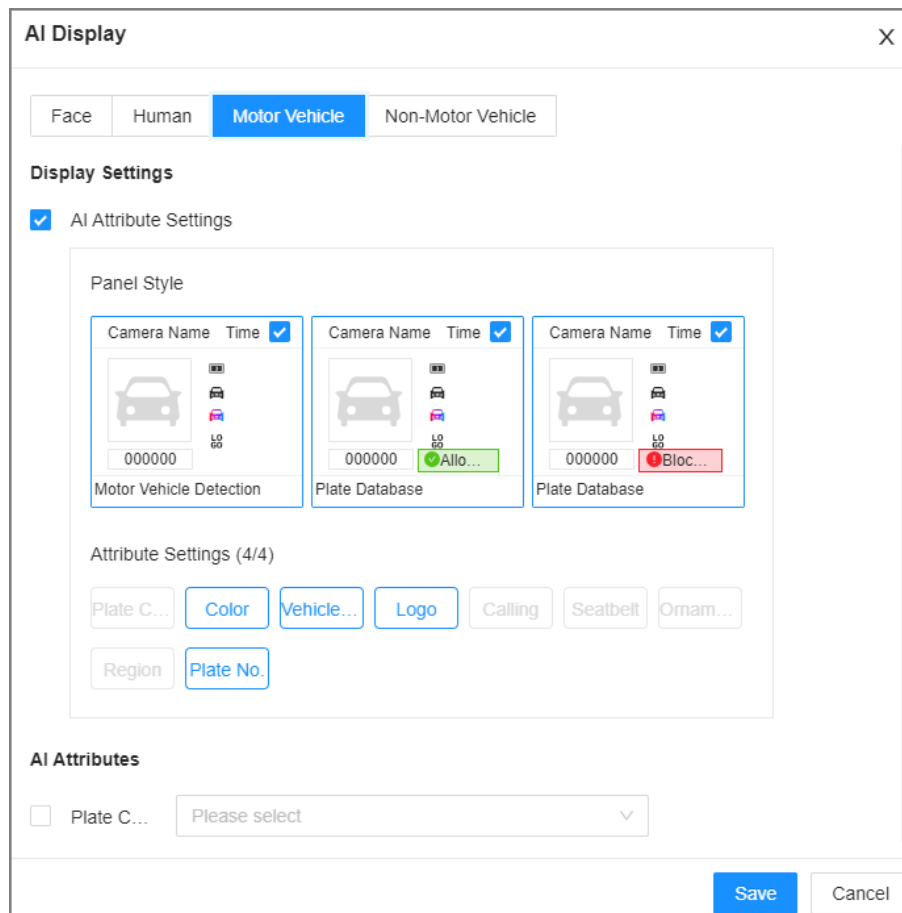 AI Display X
Face Human Motor Vehicle Non-Motor Vehicle
Display Settings
AI Attribute Settings
Panel Style
Camera Name Time Camera Name Time Camera Name Time
LO GO LO GO LO GO
000000 000000 Allo... 000000 Bloc...
Motor Vehicle Detection Plate Database Plate Database
Attribute Settings (4/4)
Plate C... Color Vehicle... Logo Calling Seatbelt Ornam...
Region Plate No.
AI Attributes
Plate C... Please select
Save Cancel